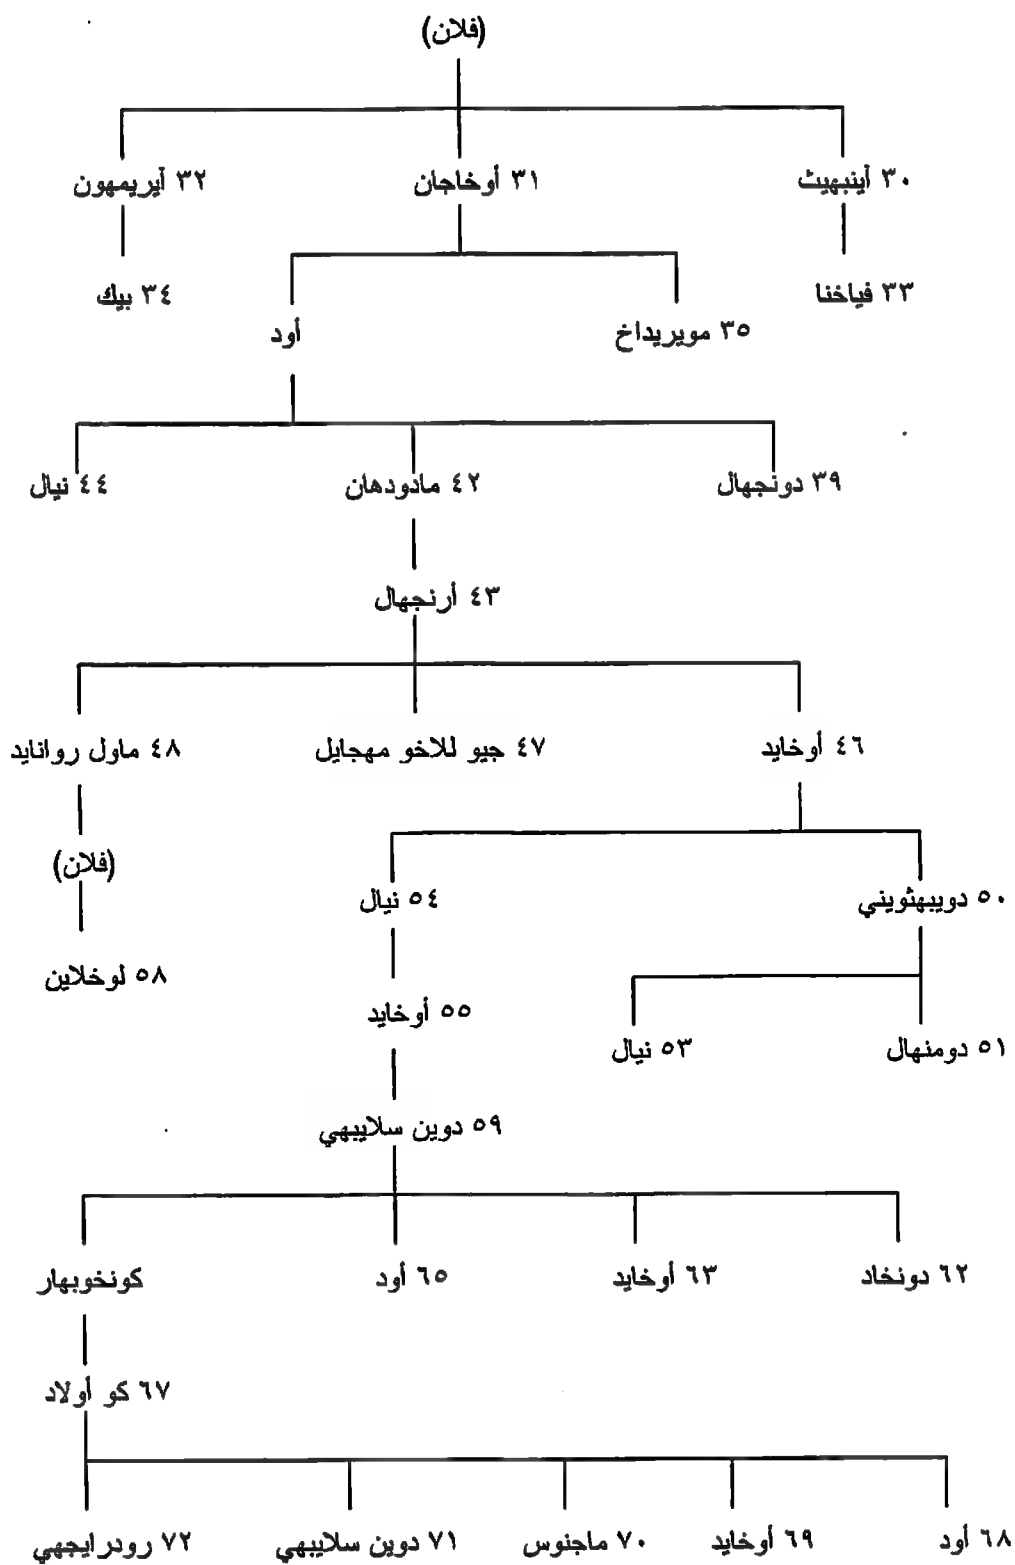 (فلان)
٣٠ أينبهيث ٣١ أوخاجان ٣٢ آيريمهون
٣٣ فياخنا ٣٤ بيك
٣٥ مويريداخ أود
٣٩ دونجهال ٤٢ مادودهان ٤٤ نيال
٤٣ أرنجهال
٤٦ أوخايد ٤٧ جيو للاخو مهجايل ٤٨ ماول روانايد
(فلان)
٥٠ دويبهثويني ٥٤ نيال
٥٨ لوخلاين
٥٥ أوخايد
٥١ دومنهال ٥٣ نيال
٥٩ دوين سلايبهي
٦٢ دونخاد ٦٣ أوخايد ٦٥ أود كونخوبهار
٦٧ كو أولاد
٦٨ أود ٦٩ أوخايد ٧٠ ماجنوس ٧١ دوين سلايبهي ٧٢ رودرايجهي